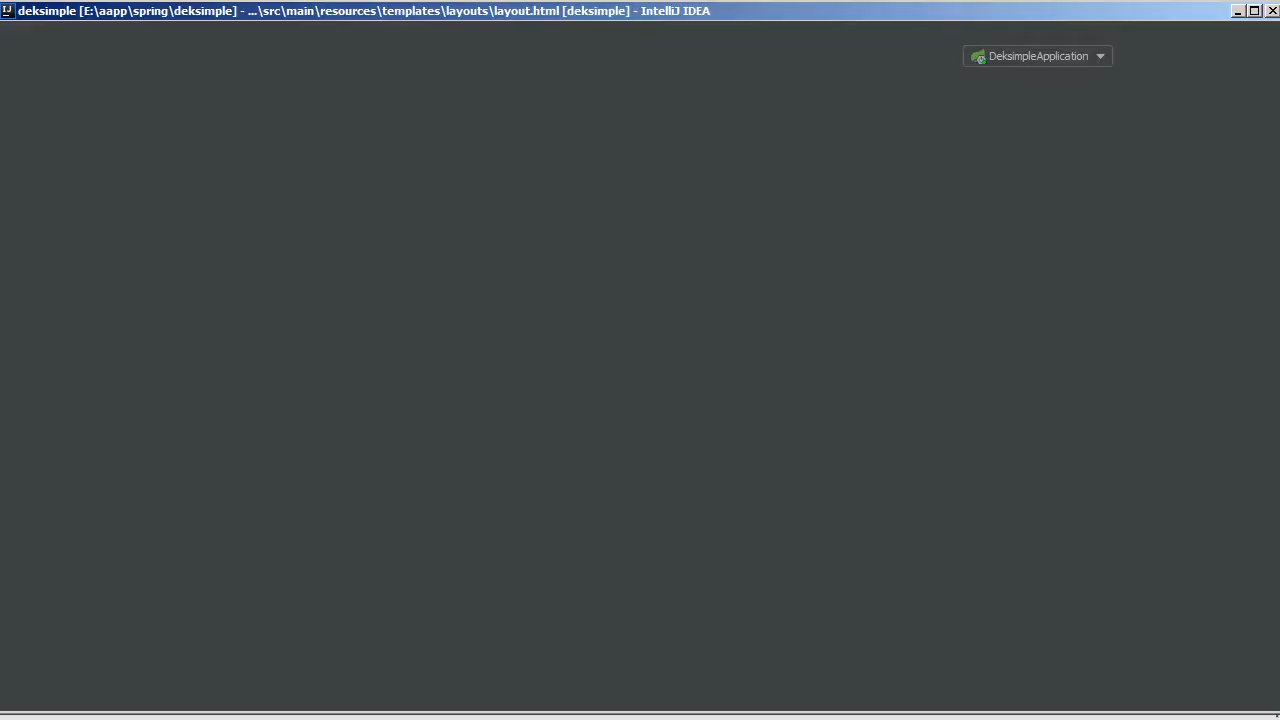 deksimple [E:\aapp\spring\deksimple] - ...\src\main\resources\templates\layouts\layout.html [deksimple] - IntelliJ IDEA
DeksimpleApplication